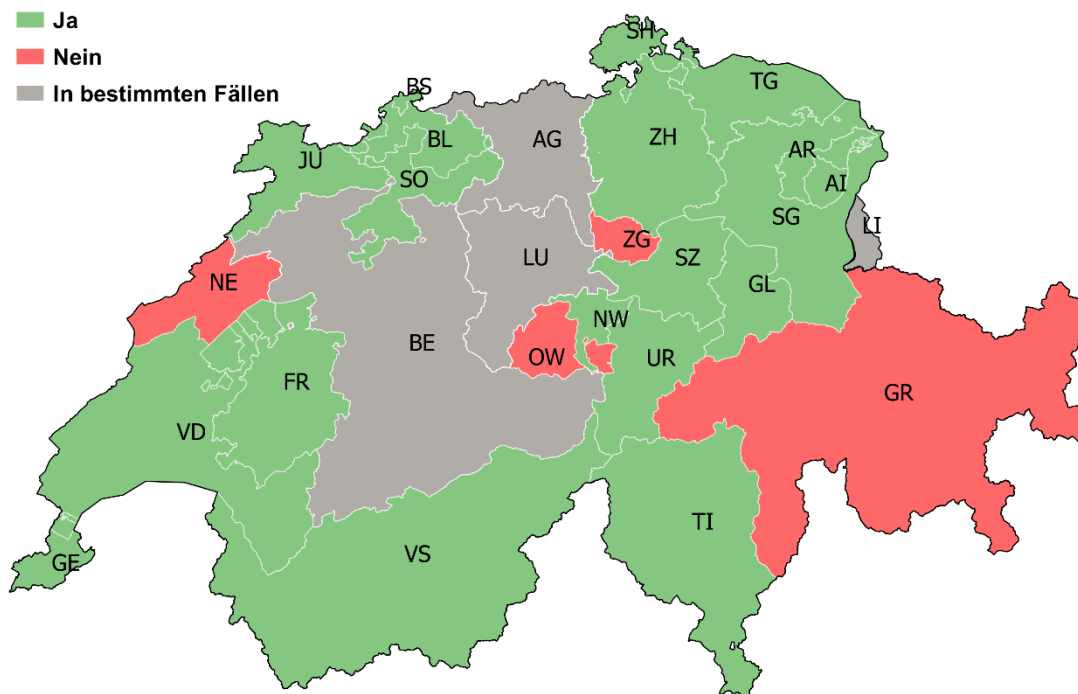 Ja
Nein
In bestimmten Fällen
SH
BS
TG
AG
BL
ZH
JU
AR
SO
AI
SG
LI
ZG
LU
SZ
NE
GL
NW
BE
OW
UR
FR
GR
VD
TI
VS
GE